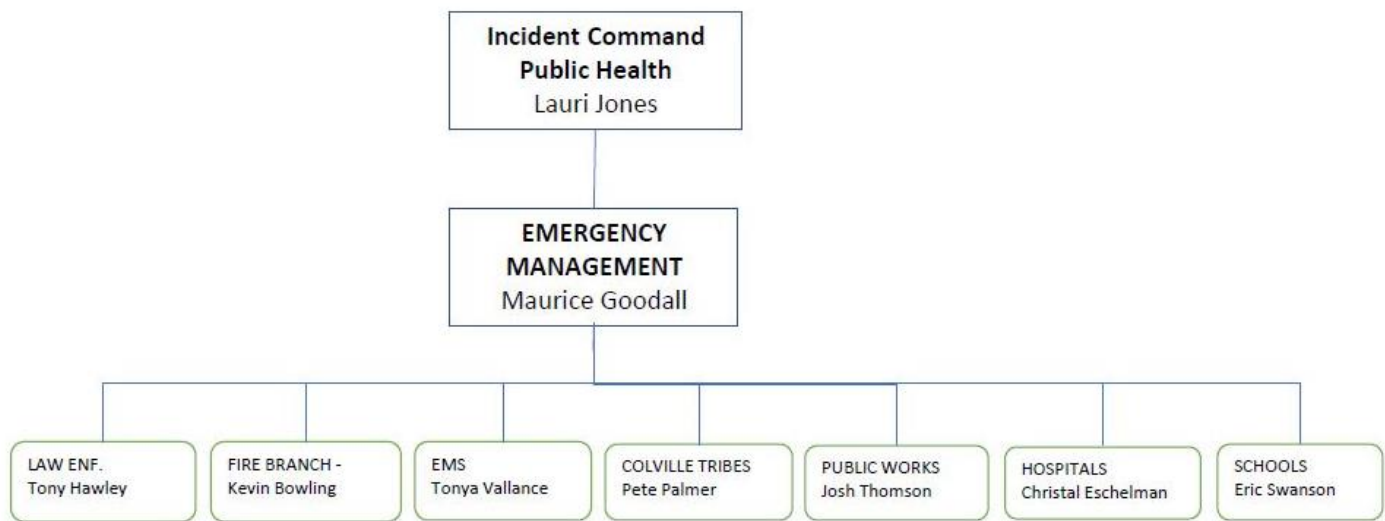 Incident Command
Public Health
Lauri Jones
EMERGENCY
MANAGEMENT
Maurice Goodall
LAW ENF.
Tony Hawley
FIRE BRANCH -
Kevin Bowling
EMS
Tonya Vallance
COLVILLE TRIBES
Pete Palmer
PUBLIC WORKS
Josh Thomson
HOSPITALS
Christal Eschelman
SCHOOLS
Eric Swanson